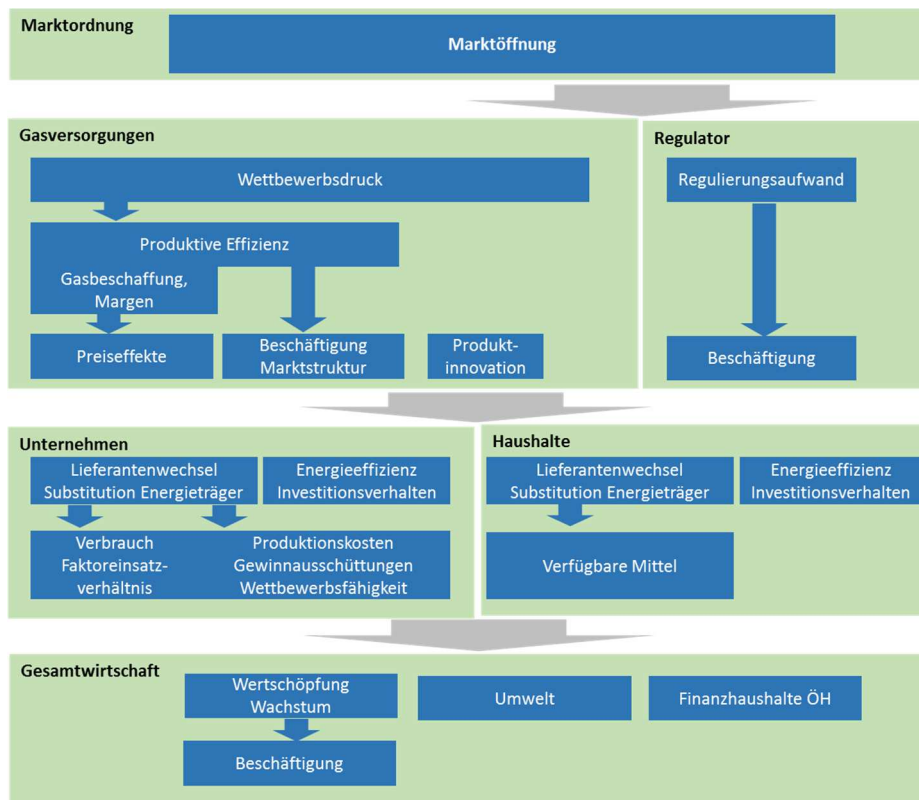 Marktordnung
Marktöffnung
Gasversorgungen
Wettbewerbsdruck
Produktive Effizienz
Gasbeschaffung,
Margen
Preiseffekte
Beschäftigung
Marktstruktur
Produkt-
innovation
Regulator
Regulierungsaufwand
Beschäftigung
Unternehmen
Lieferantenwechsel
Substitution Energieträger
Energieeffizienz
Investitionsverhalten
Verbrauch
Faktoreinsatz-
verhältnis
Produktionskosten
Gewinnausschüttungen
Wettbewerbsfähigkeit
Haushalte
Lieferantenwechsel
Substitution Energieträger
Energieeffizienz
Investitionsverhalten
Verfügbare Mittel
Gesamtwirtschaft
Wertschöpfung
Wachstum
Beschäftigung
Umwelt
Finanzhaushalte ÖH